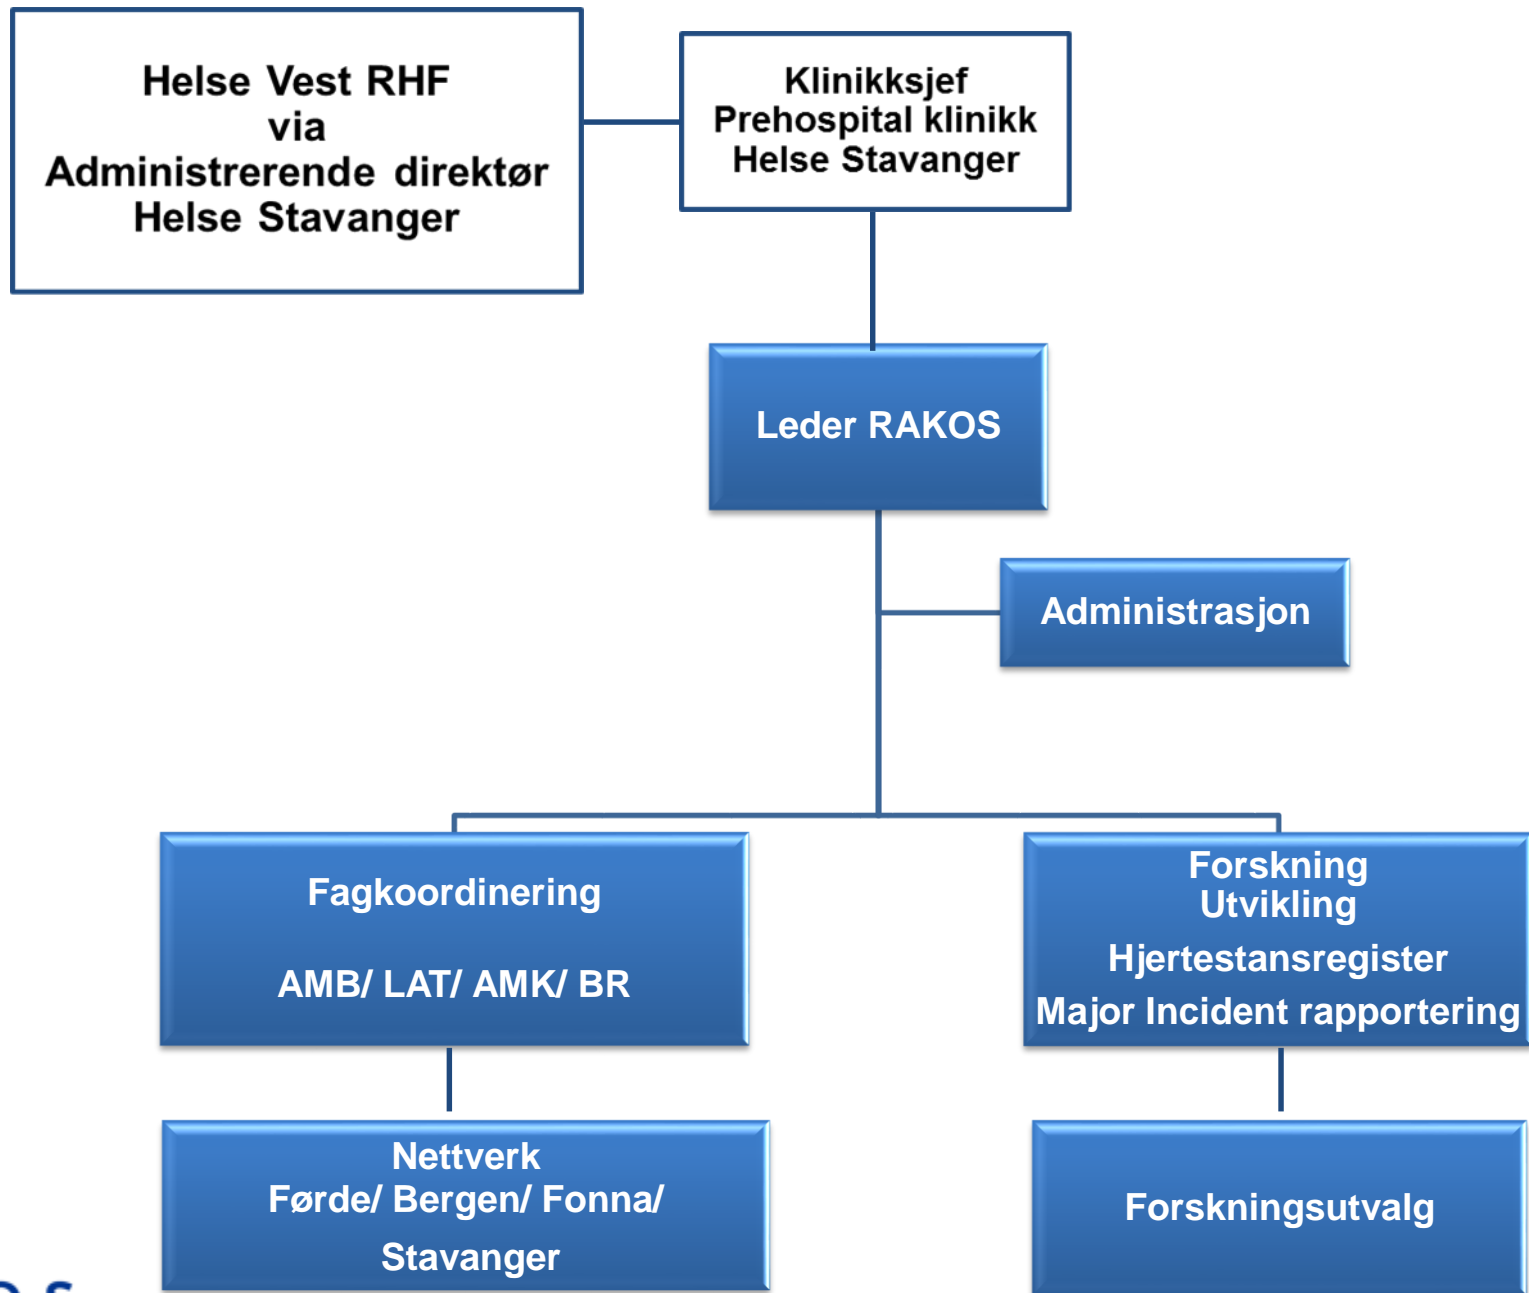 Helse Vest RHF
via
Administrerende direktør
Helse Stavanger
Klinikksjef
Prehospital klinikk
Helse Stavanger
Leder RAKOS
Administrasjon
Fagkoordinering
AMB/ LAT/ AMK/ BR
Forskning
Utvikling
Hjertestansregister
Major Incident rapportering
Nettverk
Førde/ Bergen/ Fonna/
Stavanger
Forskningsutvalg